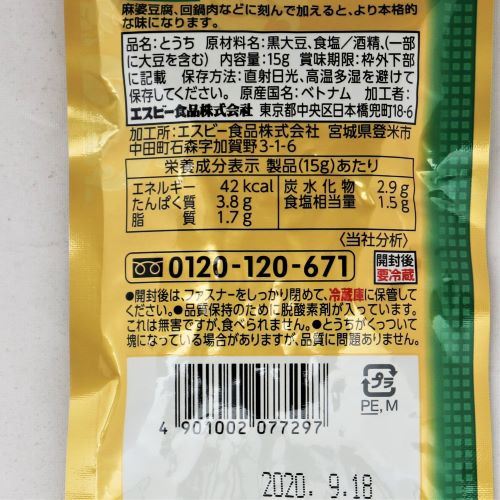 麻婆豆腐、回鍋肉などに刻んで加えると、より本格的
な味になります。
品名:とうち 原材料名:黒大豆、食塩/酒精、(一部
に大豆を含む) 内容量:15g 賞味期限:枠外下部
に記載 保存方法:直射日光、高温多湿を避けて
保存してください。 原産国名:ベトナム 加工者:
エスビー食品株式会社 東京都中央区日本橋兜町18-6
加工所:エスビー食品株式会社 宮城県登米市
中田町石森字加賀野3-1-6
栄養成分表示 製品(15g)あたり
エネルギー 42kcal 炭水化物 2.9g
たんぱく質 3.8g 食塩相当量 1.5g
脂質 1.7g
〈当社分析〉
0120-120-671 開封後要冷蔵
●開封後は、ファスナーをしっかり閉めて、冷蔵庫に保管して
ください。●品質保持のために脱酸素剤が入っています。
これは無害ですが、食べられません。●とうちがくっついて
塊になっている場合がありますが、品質に問題ありません。
プラ
PE, M
4 901002 077297
2020. 9.18